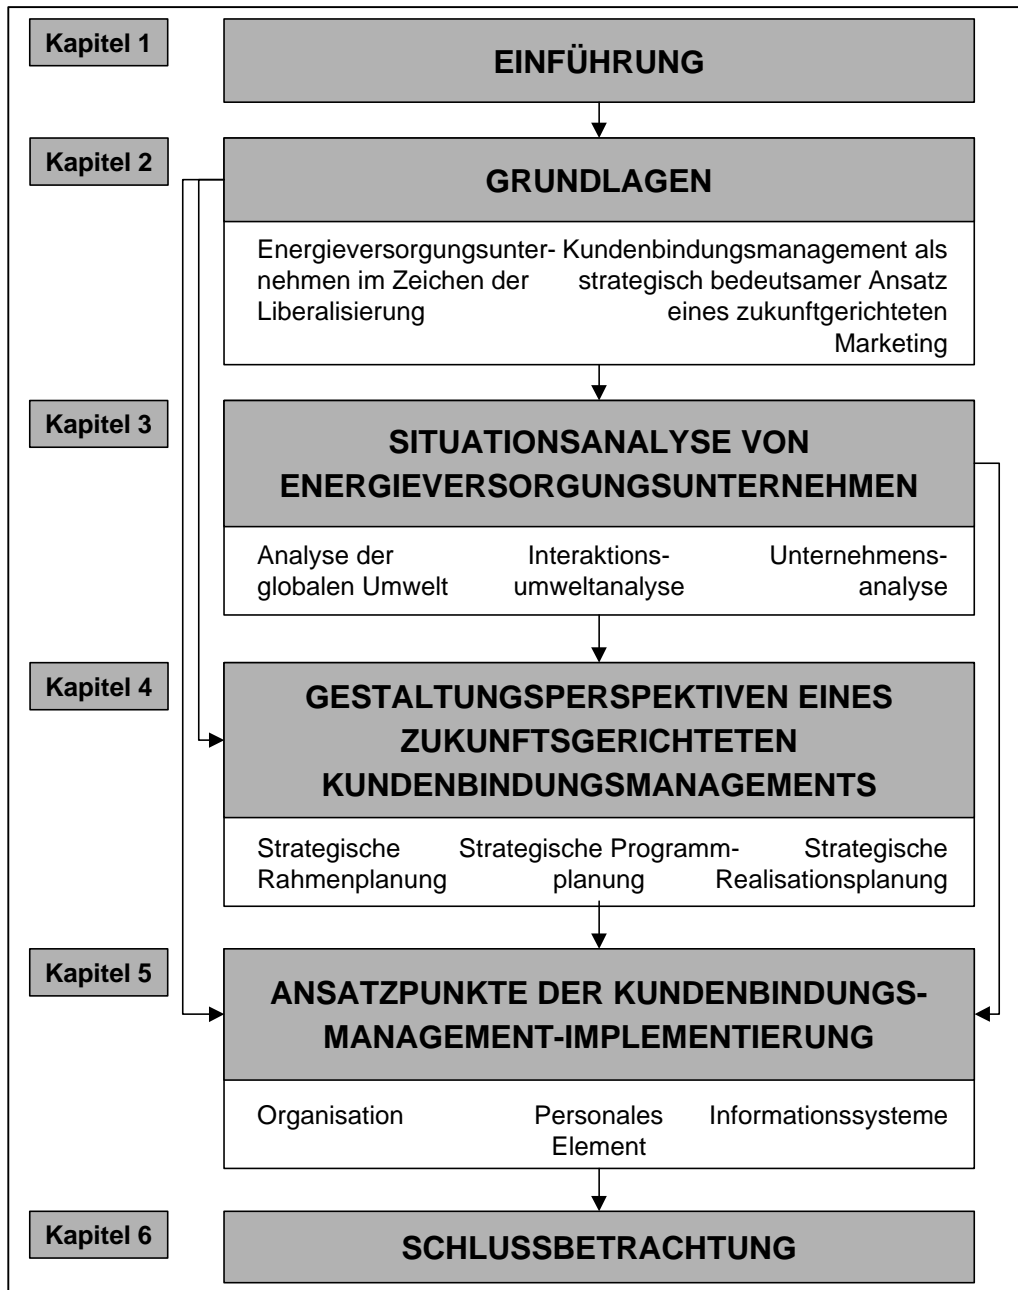 Kapitel 1
EINFÜHRUNG
Kapitel 2
GRUNDLAGEN
Energieversorgungsunter-
nehmen im Zeichen der
Liberalisierung
Kundenbindungsmanagement als
strategisch bedeutsamer Ansatz
eines zukunftgerichteten
Marketing
Kapitel 3
SITUATIONSANALYSE VON
ENERGIEVERSORGUNGSUNTERNEHMEN
Analyse der
globalen Umwelt
Interaktions-
umweltanalyse
Unternehmens-
analyse
Kapitel 4
GESTALTUNGSPERSPEKTIVEN EINES
ZUKUNFTSGERICHTETEN
KUNDENBINDUNGSMANAGEMENTS
Strategische
Rahmenplanung
Strategische Programm-
planung
Strategische
Realisationsplanung
Kapitel 5
ANSATZPUNKTE DER KUNDENBINDUNGS-
MANAGEMENT-IMPLEMENTIERUNG
Organisation
Personales
Element
Informationssysteme
Kapitel 6
SCHLUSSBETRACHTUNG